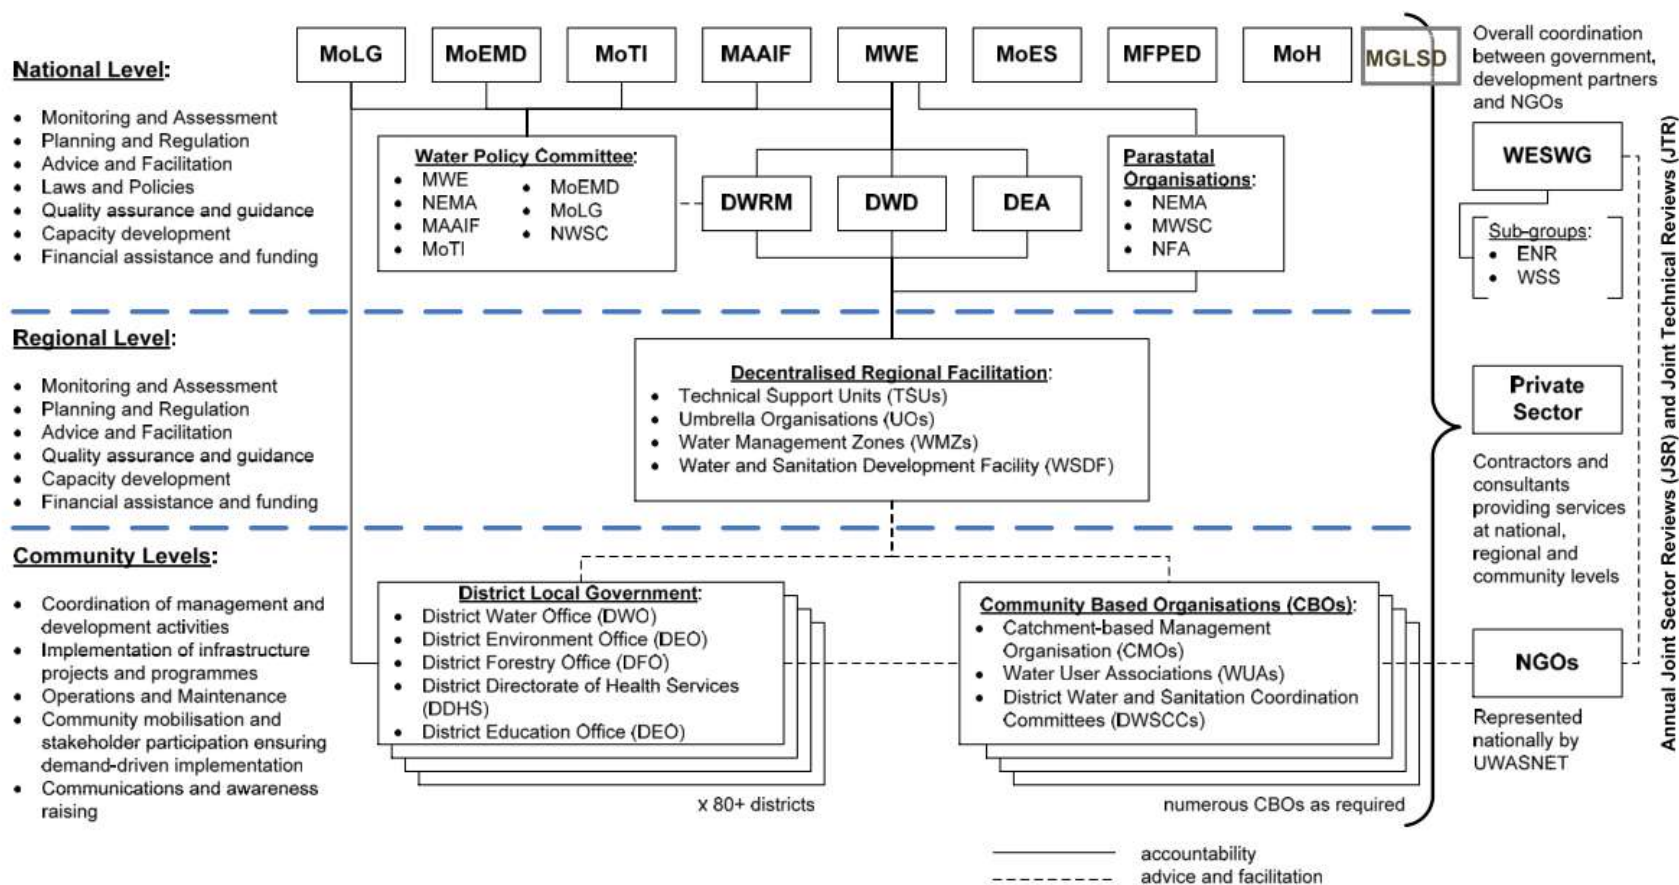 MoLG
MoEMD
MoTI
MAAIF
MWE
MoES
MFPED
MoH
MGLSD
National Level:
• Monitoring and Assessment
• Planning and Regulation
• Advice and Facilitation
• Laws and Policies
• Quality assurance and guidance
• Capacity development
• Financial assistance and funding
Water Policy Committee:
• MWE
• NEMA
• MAAIF
• MoTI
• MoEMD
• MoLG
• NWSC
DWRM
DWD
DEA
Parastatal
Organisations:
• NEMA
• MWSC
• NFA
Overall coordination
between government,
development partners
and NGOs
WESWG
Sub-groups:
• ENR
• WSS
Regional Level:
• Monitoring and Assessment
• Planning and Regulation
• Advice and Facilitation
• Quality assurance and guidance
• Capacity development
• Financial assistance and funding
Decentralised Regional Facilitation:
• Technical Support Units (TSUs)
• Umbrella Organisations (UOs)
• Water Management Zones (WMZs)
• Water and Sanitation Development Facility (WSDF)
Private
Sector
Contractors and
consultants
providing services
at national,
regional and
community levels
Community Levels:
• Coordination of management and
development activities
• Implementation of infrastructure
projects and programmes
• Operations and Maintenance
• Community mobilisation and
stakeholder participation ensuring
demand-driven implementation
• Communications and awareness
raising
District Local Government:
• District Water Office (DWO)
• District Environment Office (DEO)
• District Forestry Office (DFO)
• District Directorate of Health Services
(DDHS)
• District Education Office (DEO)
x 80+ districts
Community Based Organisations (CBOs):
• Catchment-based Management
Organisation (CMOs)
• Water User Associations (WUAs)
• District Water and Sanitation Coordination
Committees (DWSCCs)
numerous CBOs as required
NGOs
Represented
nationally by
UWASNET
Annual Joint Sector Reviews (JSR) and Joint Technical Reviews (JTR)
accountability
advice and facilitation